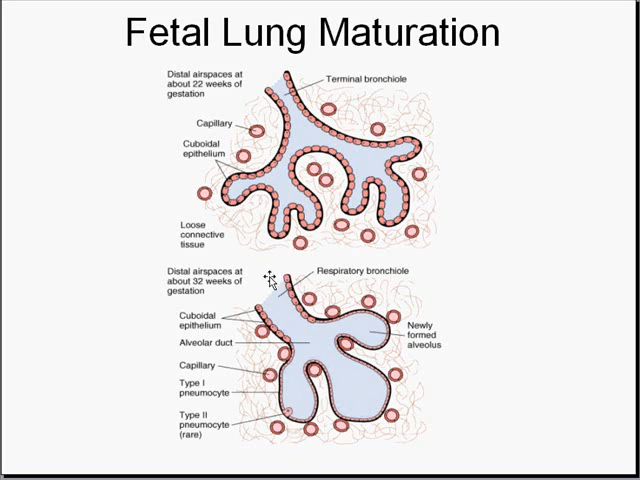 Fetal Lung Maturation
Distal airspaces at
about 22 weeks of
gestation
Terminal bronchiole
Capillary
Cuboidal
epithelium
Loose
connective
tissue
Distal airspaces at
about 32 weeks of
gestation
Respiratory bronchiole
Cuboidal
epithelium
Newly
formed
alveolus
Alveolar duct
Capillary
Type I
pneumocyte
Type II
pneumocyte
(rare)